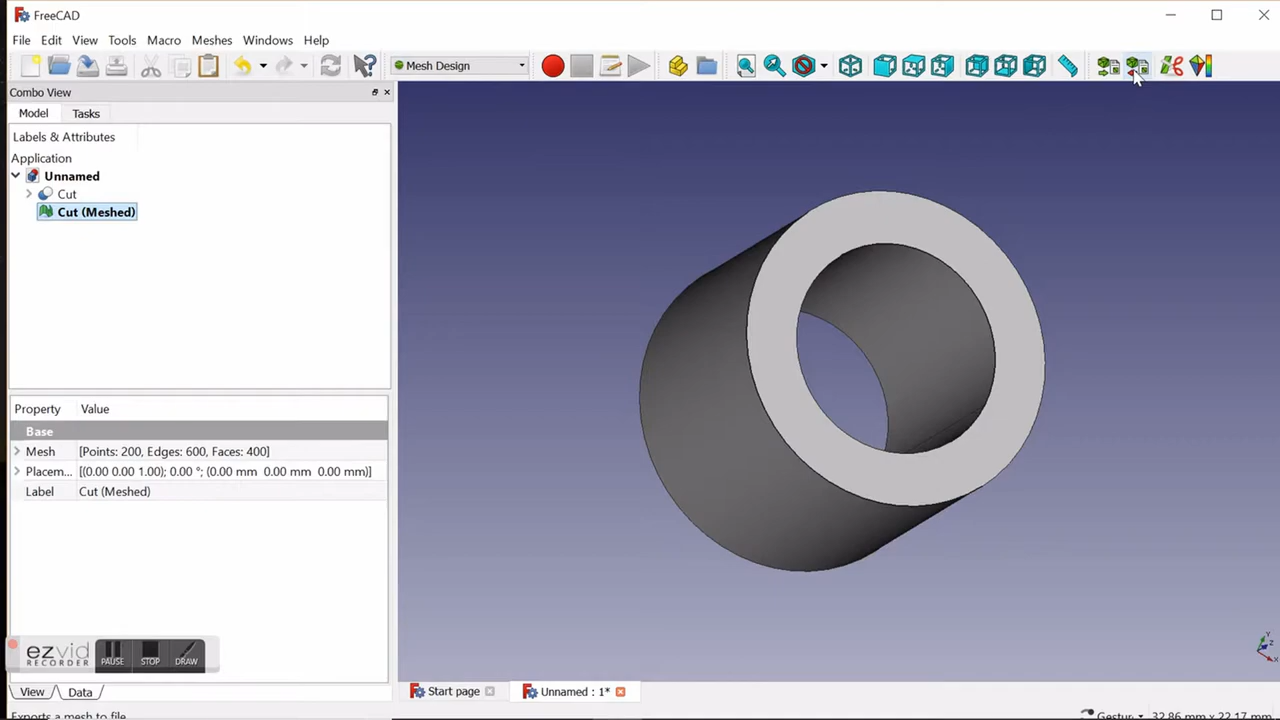 FreeCAD
File Edit View Tools Macro Meshes Windows Help
Mesh Design
Combo View
Model Tasks
Labels & Attributes
Application
Unnamed
Cut
Cut (Meshed)
Property Value
Base
Mesh [Points: 200, Edges: 600, Faces: 400]
Placem... [(0.00 0.00 1.00); 0.00 °; (0.00 mm 0.00 mm 0.00 mm)]
Label Cut (Meshed)
ezvid
RECORDER
PAUSE STOP DRAW
View Data
Start page
Unnamed : 1*
Exports a mesh to file
Gestur 32.86 mm x 22.17 mm
Y
Z
X